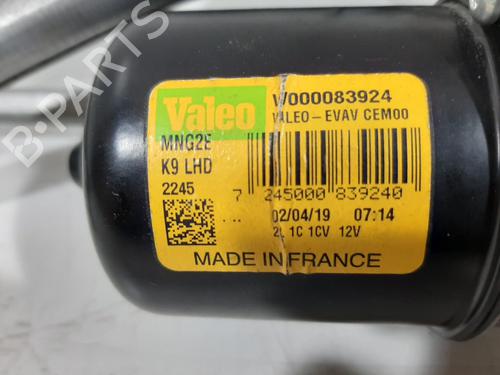 B-PARTS
Valeo
W000083924
VALEO-EVAV CEM00
MNG2E
K9 LHD
2245
7 245000 839240
02/04/19 07:14
2L 1C 1CV 12V
MADE IN FRANCE